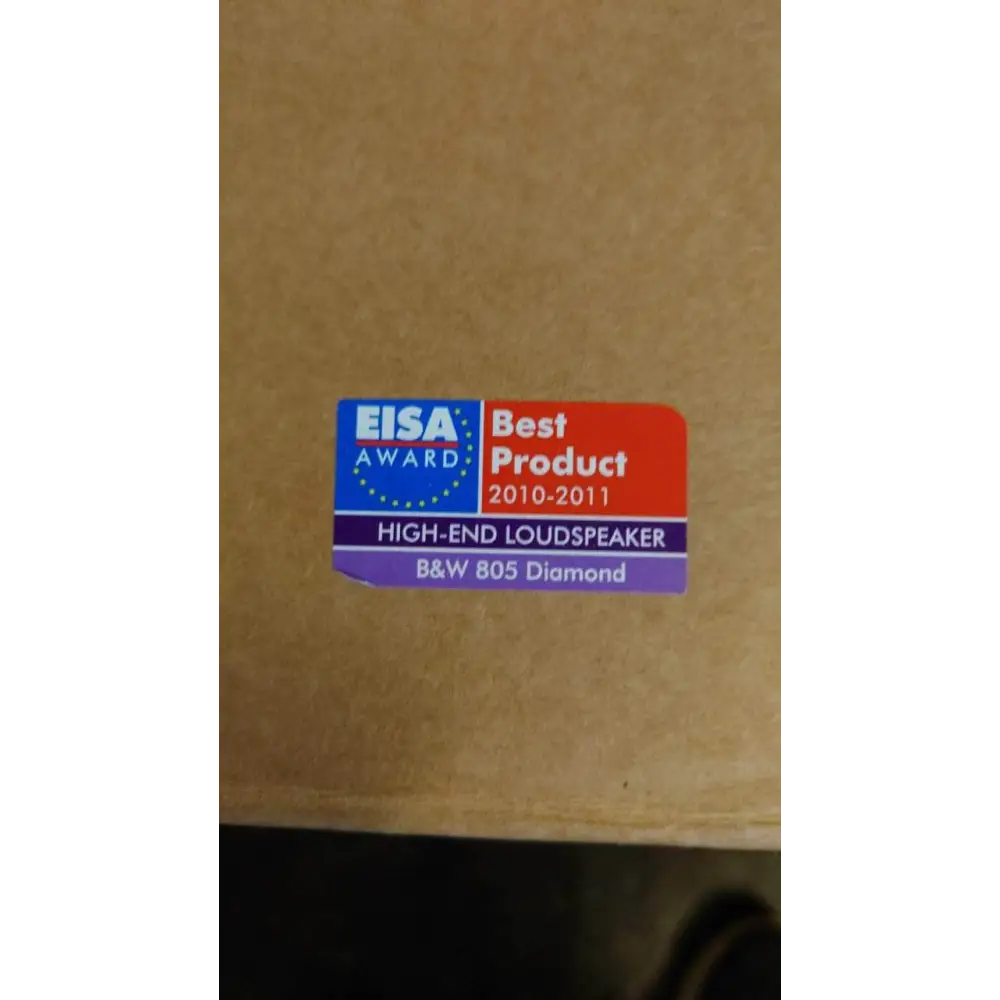 EISA
AWARD
Best
Product
2010-2011
HIGH-END LOUDSPEAKER
B&W 805 Diamond